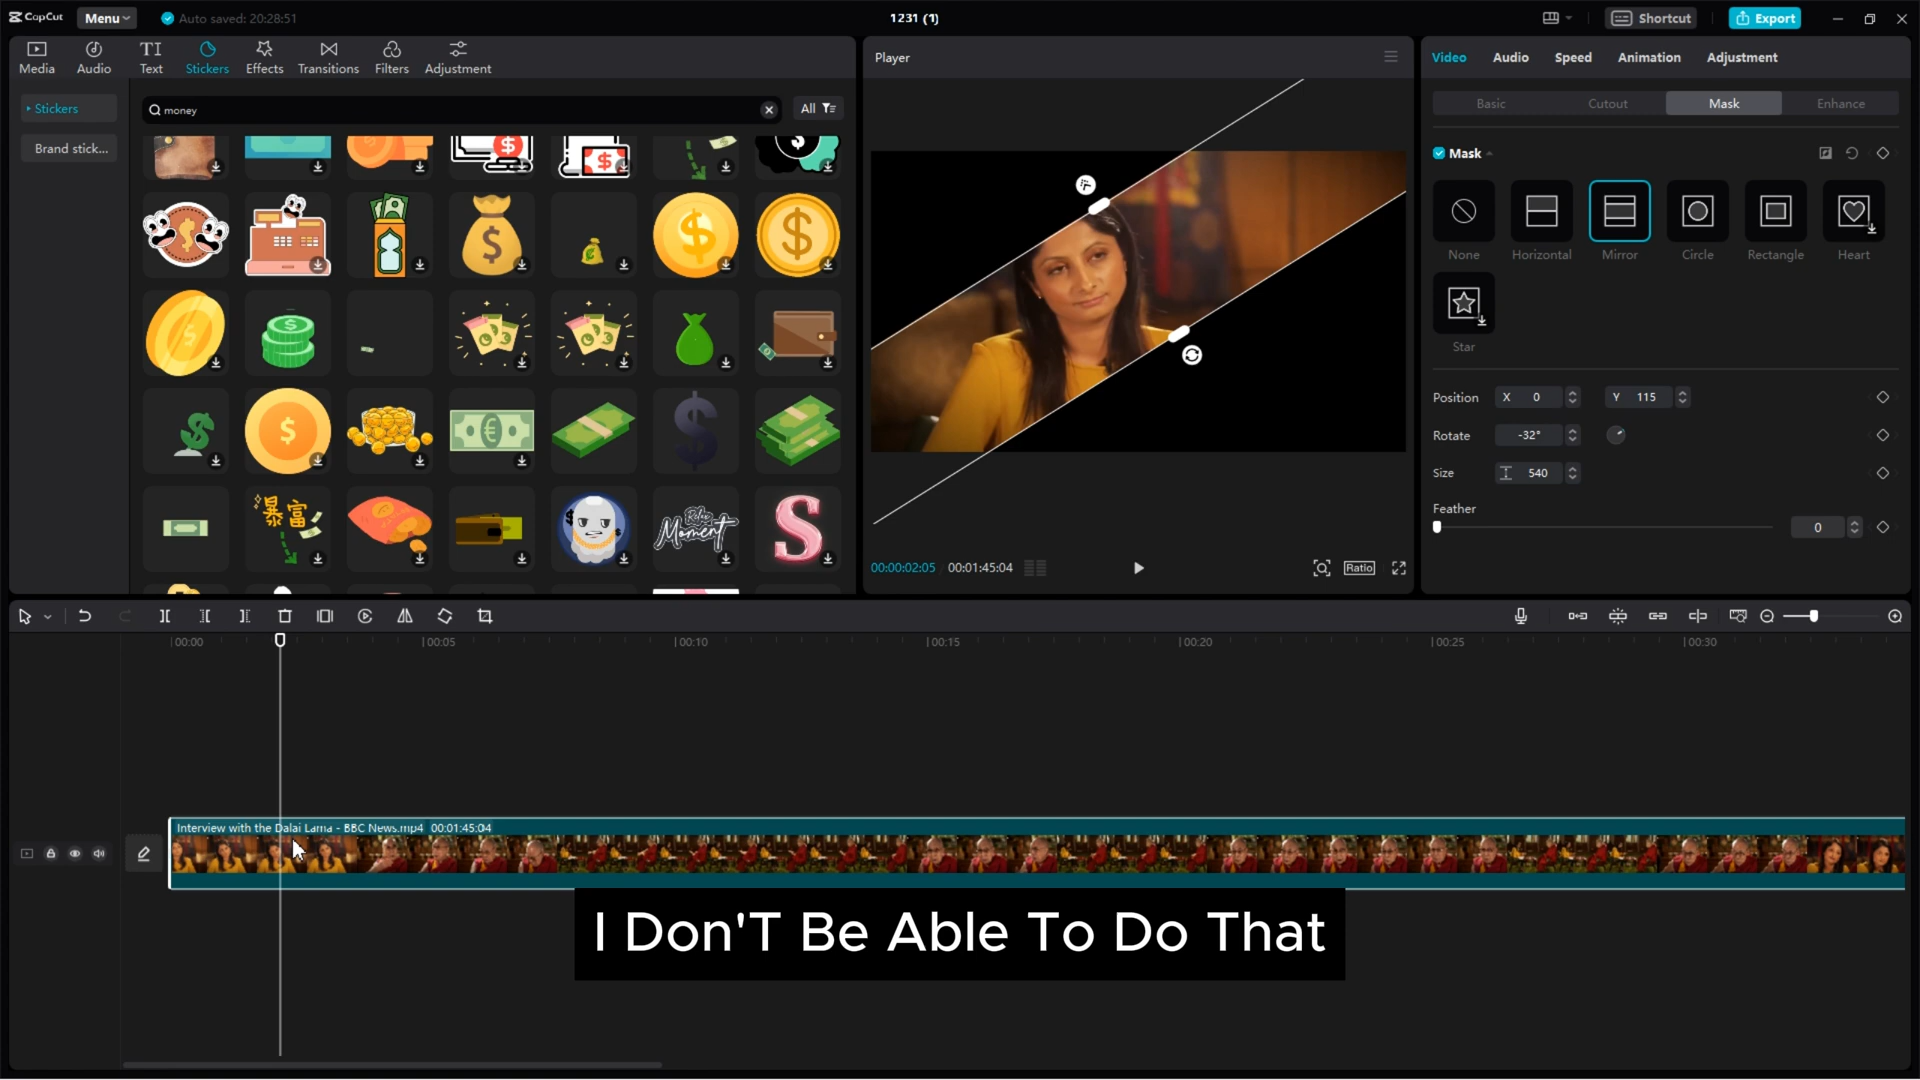 CapCut
Menu
Auto saved: 20:28:51
1231 (1)
Shortcut
Export
Media
Audio
Text
Stickers
Effects
Transitions
Filters
Adjustment
Stickers
Brand stick...
money
All
暴富
Relax
Moment
Player
00:00:02:05
00:01:45:04
Ratio
Video
Audio
Speed
Animation
Adjustment
Basic
Cutout
Mask
Enhance
Mask
None
Horizontal
Mirror
Circle
Rectangle
Heart
Star
Position X 0 Y 115
Rotate -32°
Size 540
Feather
0
00:00
00:05
00:10
00:15
00:20
00:25
00:30
Interview with the Dalai Lama - BBC News.mp4 00:01:45:04
I Don'T Be Able To Do That